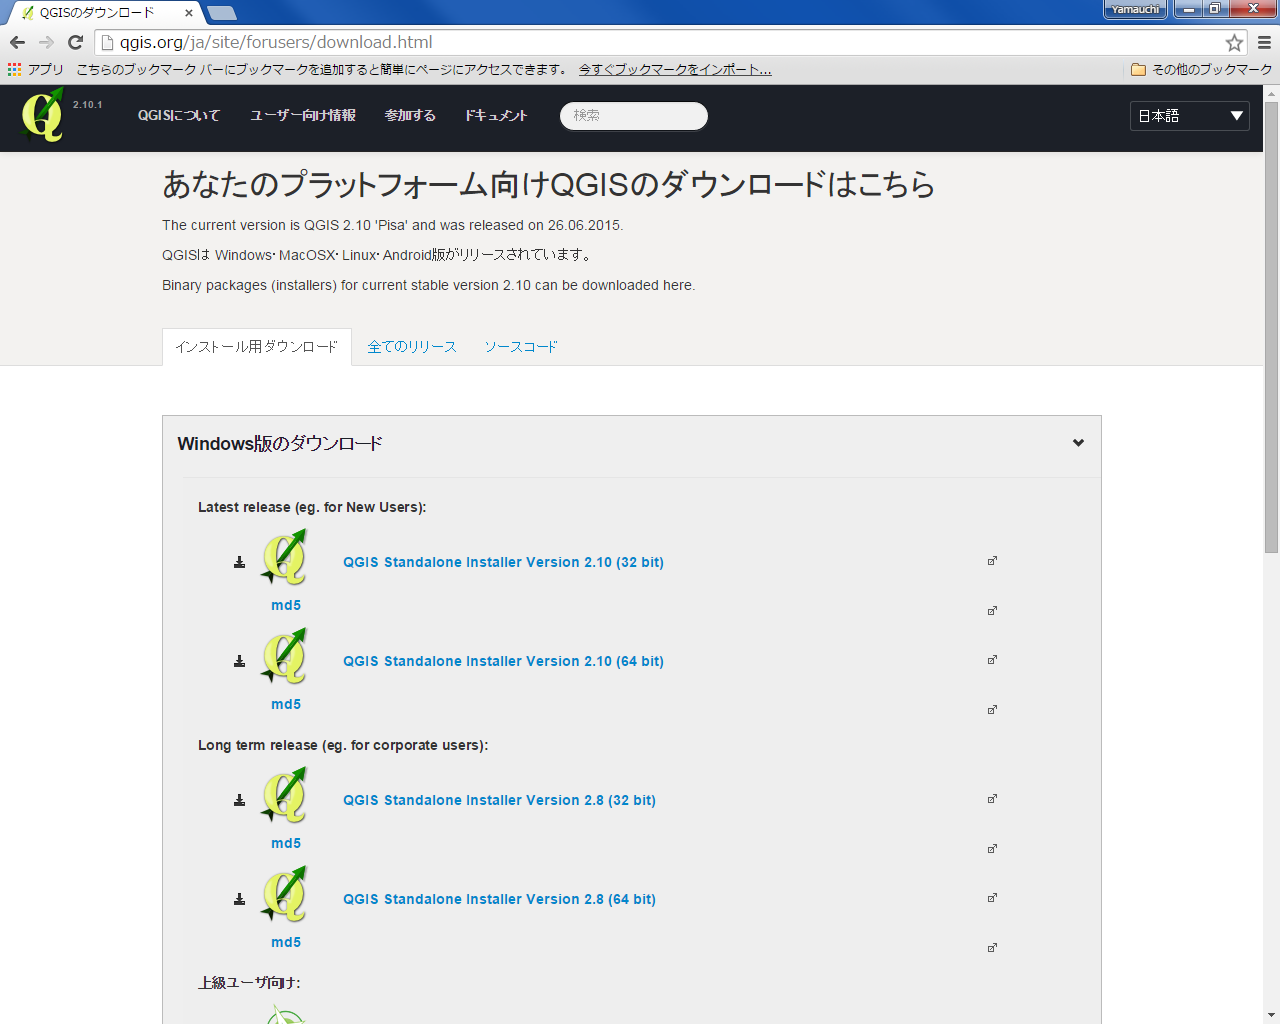 QGISのダウンロード
Yamauchi
qgis.org/ja/site/forusers/download.html
アプリ こちらのブックマーク バーにブックマークを追加すると簡単にページにアクセスできます。 今すぐブックマークをインポート... その他のブックマーク
2.10.1 QGISについて ユーザー向け情報 参加する ドキュメント 検索 日本語
あなたのプラットフォーム向けQGISのダウンロードはこちら
The current version is QGIS 2.10 'Pisa' and was released on 26.06.2015.
QGISは Windows・MacOSX・Linux・Android版がリリースされています。
Binary packages (installers) for current stable version 2.10 can be downloaded here.
インストール用ダウンロード 全てのリリース ソースコード
Windows版のダウンロード
Latest release (eg. for New Users):
QGIS Standalone Installer Version 2.10 (32 bit)
md5
QGIS Standalone Installer Version 2.10 (64 bit)
md5
Long term release (eg. for corporate users):
QGIS Standalone Installer Version 2.8 (32 bit)
md5
QGIS Standalone Installer Version 2.8 (64 bit)
md5
上級ユーザ向け: